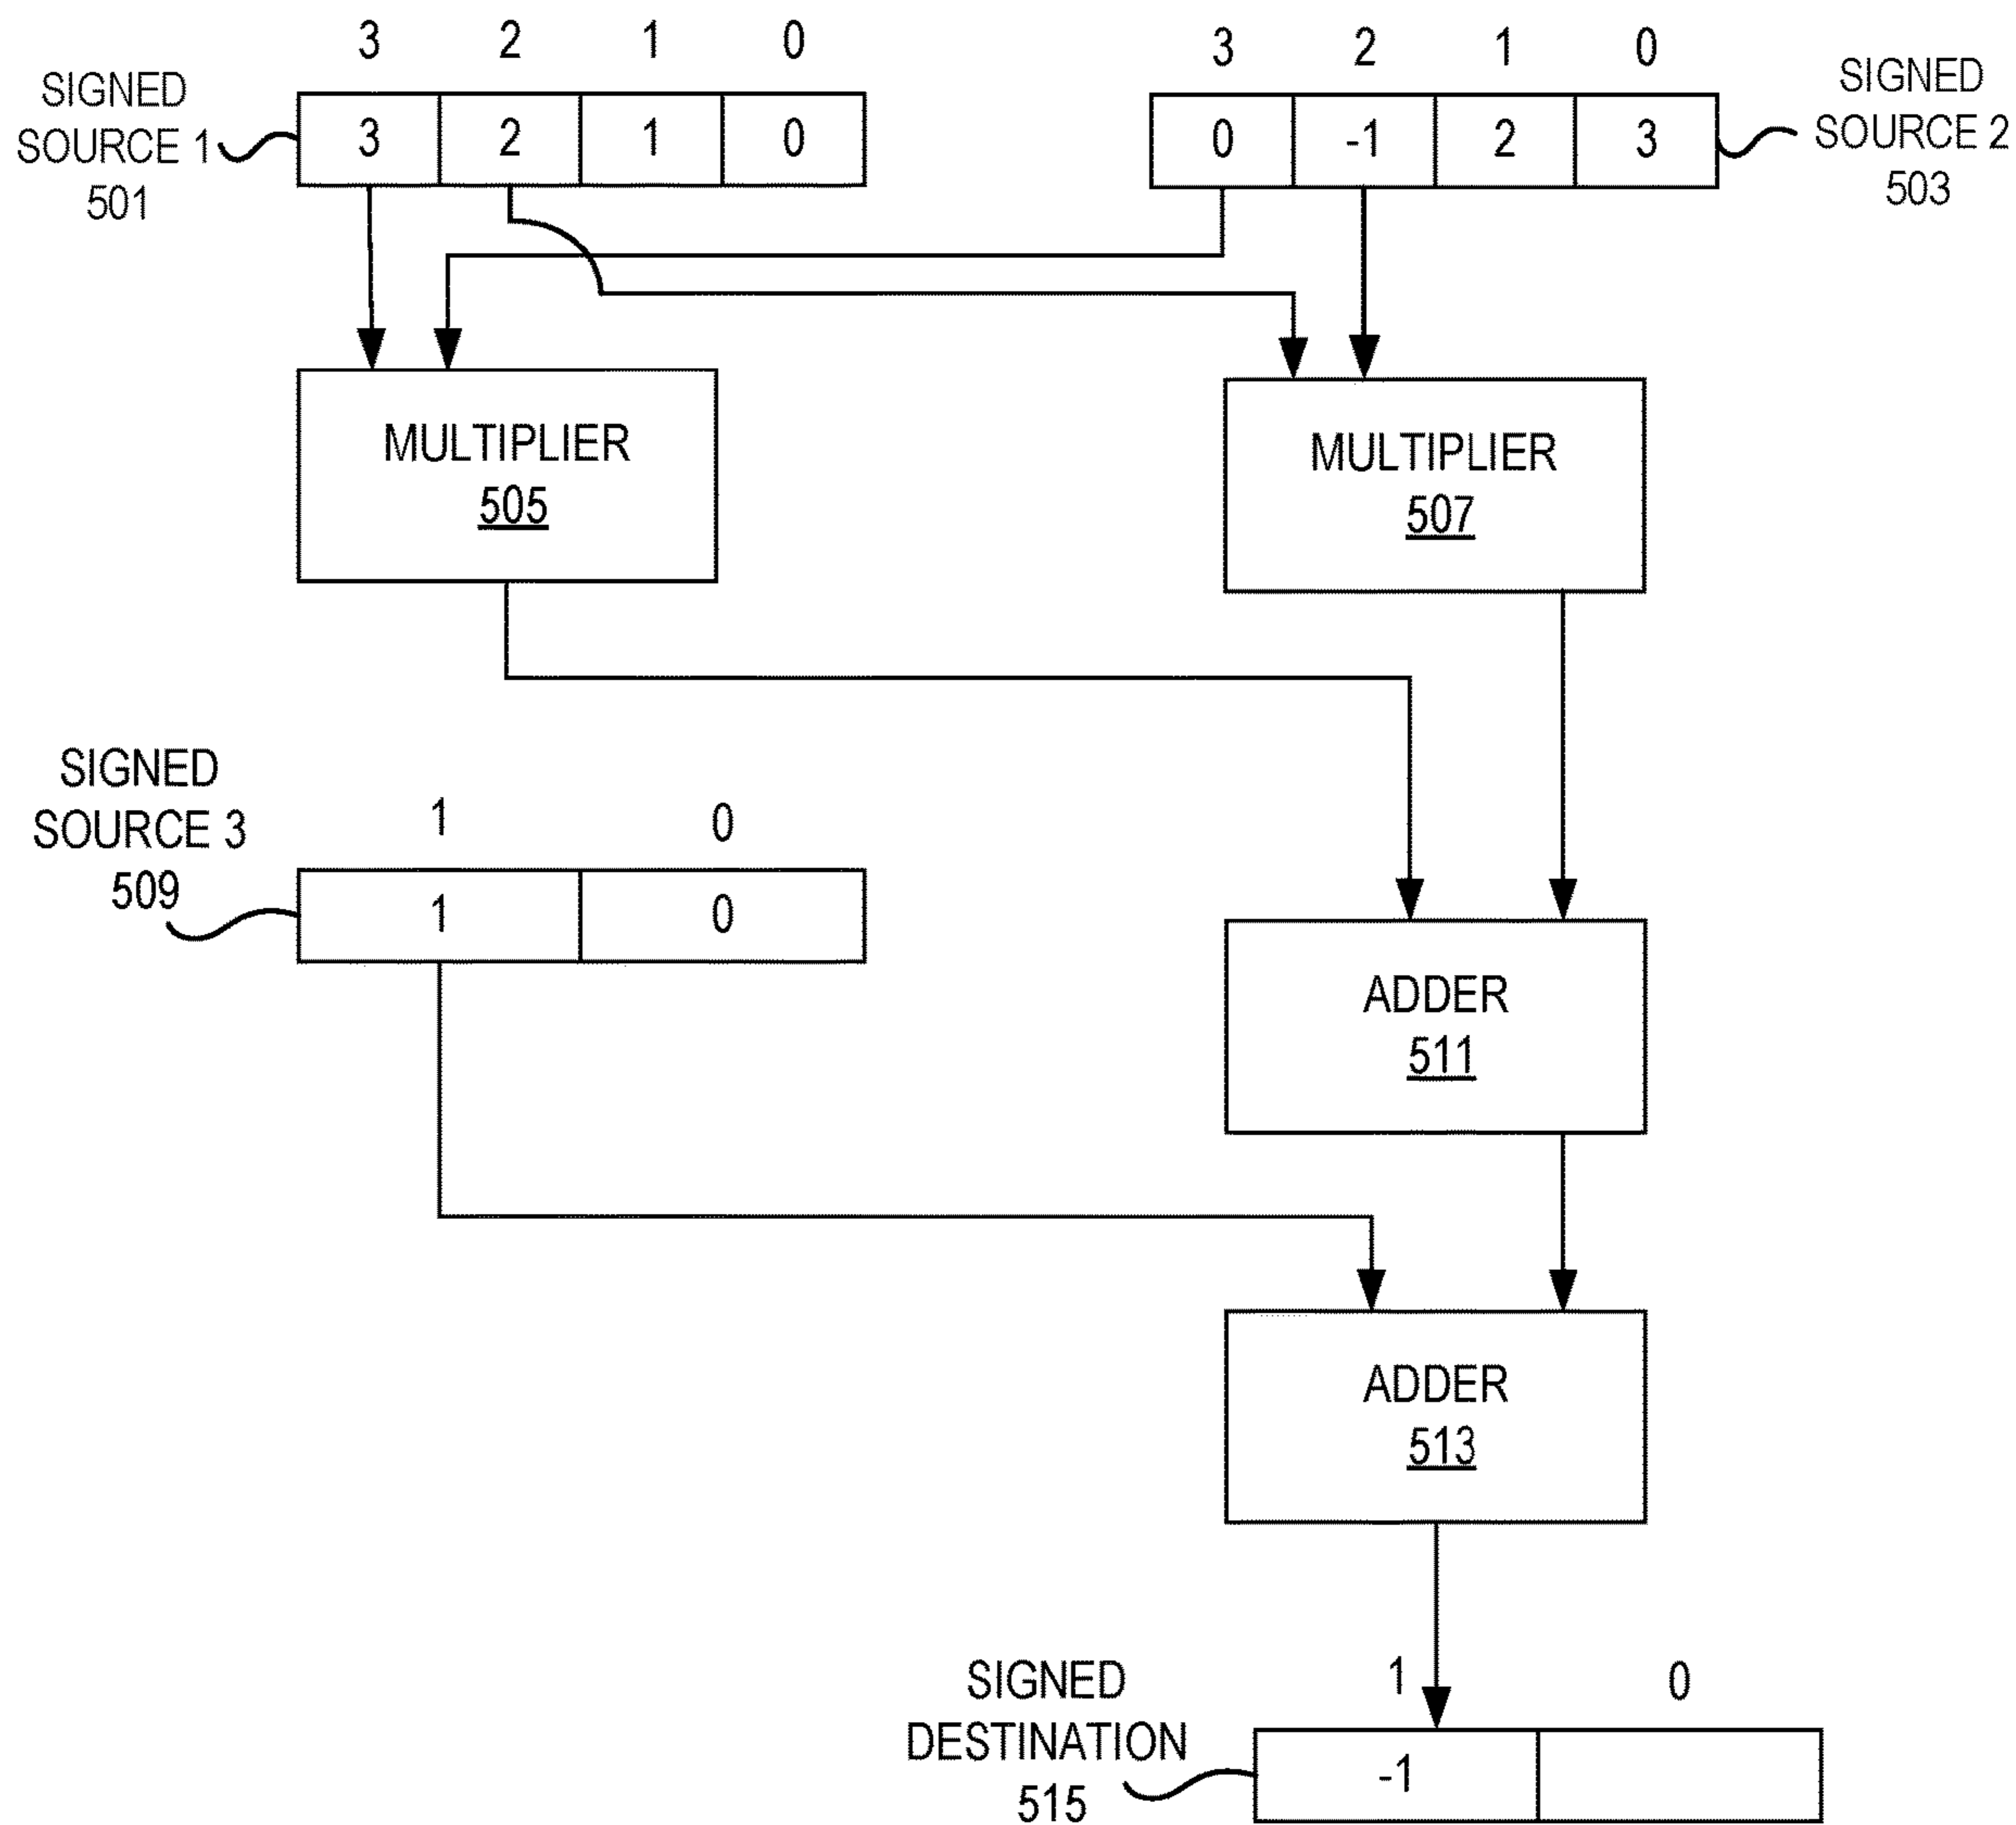 3 2 1 0
3 2 1 0
SIGNED
SOURCE 1
501
3 2 1 0
0 -1 2 3
SIGNED
SOURCE 2
503
MULTIPLIER
505
MULTIPLIER
507
SIGNED
SOURCE 3
509
1 0
1 0
ADDER
511
ADDER
513
SIGNED
DESTINATION
515
1 0
-1